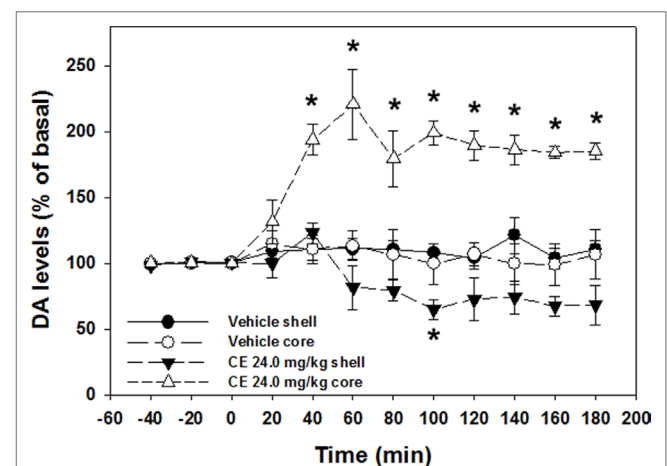 * * * * * * * *
250
200
150
100
50
0
DA levels (% of basal)
*
Vehicle shell
Vehicle core
CE 24.0 mg/kg shell
CE 24.0 mg/kg core
-60 -40 -20 0 20 40 60 80 100 120 140 160 180 200
Time (min)